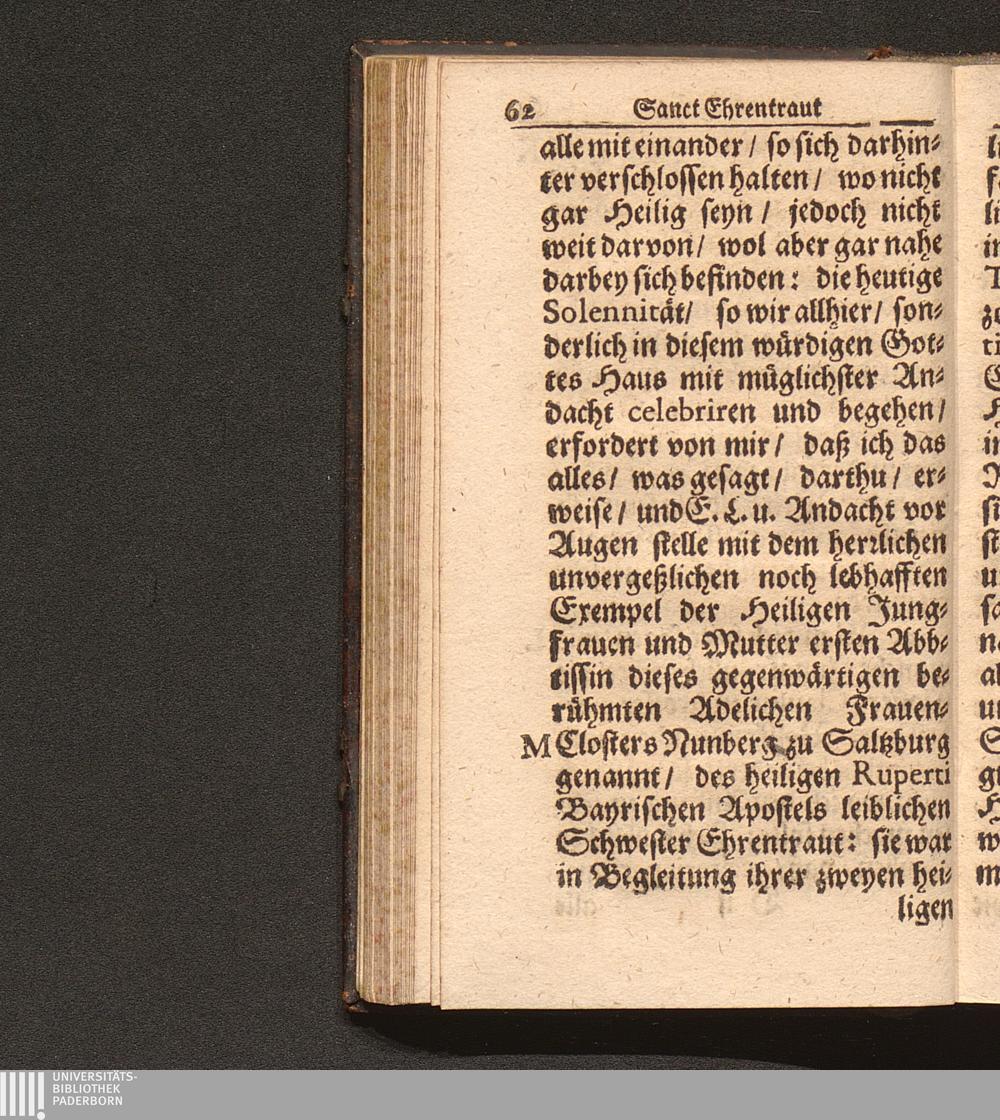 62 Sanct Ehrentraut
alle mit einander / so sich darhin⸗
ter verschlossen halten / wo nicht
gar Heilig seyn / jedoch nicht
weit darvon / wol aber gar nahe
darbey sich befinden: die heutige
Solennität / so wir allhier / son⸗
derlich in diesem würdigen Got⸗
tes Haus mit müglichster An⸗
dacht celebriren und begehen /
erfordert von mir / daß ich das
alles / was gesagt / darthu / er⸗
weise / und E. L. u. Andacht vor
Augen stelle mit dem herrlichen
unvergeßlichen noch lebhafften
Exempel der Heiligen Jung⸗
frauen und Mutter ersten Abb⸗
tissin dieses gegenwärtigen be⸗
rühmten Adelichen Frauen⸗
M Closters Nunberg zu Saltzburg
genannt / des heiligen Ruperti
Bayrischen Apostels leiblichen
Schwester Ehrentraut: sie war
in Begleitung ihrer zweyen hei⸗
ligen
UNIVERSITÄTS-
BIBLIOTHEK
PADERBORN